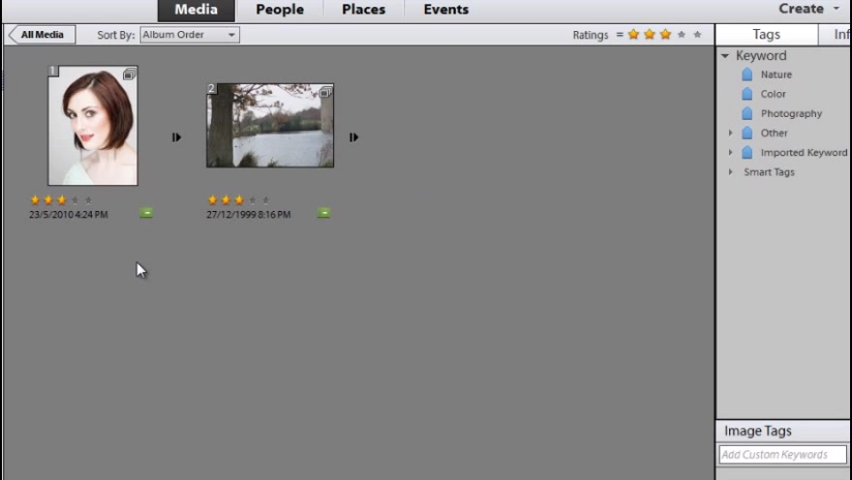 Media People Places Events Create
All Media Sort By: Album Order Ratings = Tags Inf
Keyword
1
Nature
2
Color
Photography
Other
Imported Keyword
Smart Tags
23/5/2010 4:24 PM 27/12/1999 8:16 PM
Image Tags
Add Custom Keywords